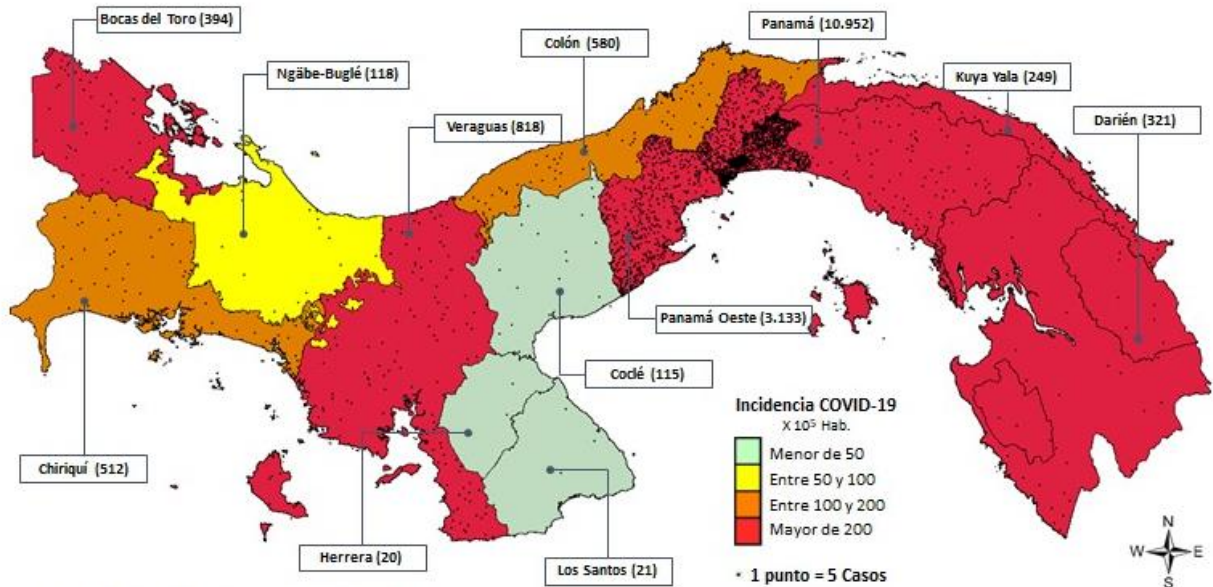 Bocas del Toro (394)
Panamá (10.952)
Colón (580)
Ngäbe-Buglé (118)
Kuya Yala (249)
Veraguas (818)
Darién (321)
Panamá Oeste (3.133)
Coclé (115)
Chiriquí (512)
Herrera (20)
Los Santos (21)
Incidencia COVID-19
X 10⁵ Hab.
Menor de 50
Entre 50 y 100
Entre 100 y 200
Mayor de 200
1 punto = 5 Casos
N
W E
S